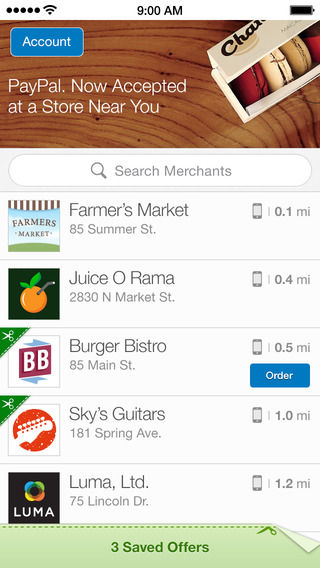 9:00 AM
Account
Cha
MACAR
PayPal. Now Accepted
at a Store Near You
Search Merchants
FARMERS
· MARKET ·
Farmer's Market
0.1 mi
85 Summer St.
Juice O Rama
0.4 mi
2830 N Market St.
BB
Burger Bistro
0.5 mi
85 Main St.
Order
Sky's Guitars
1.0 mi
181 Spring Ave.
LUMA
Luma, Ltd.
1.2 mi
75 Lincoln Dr.
3 Saved Offers